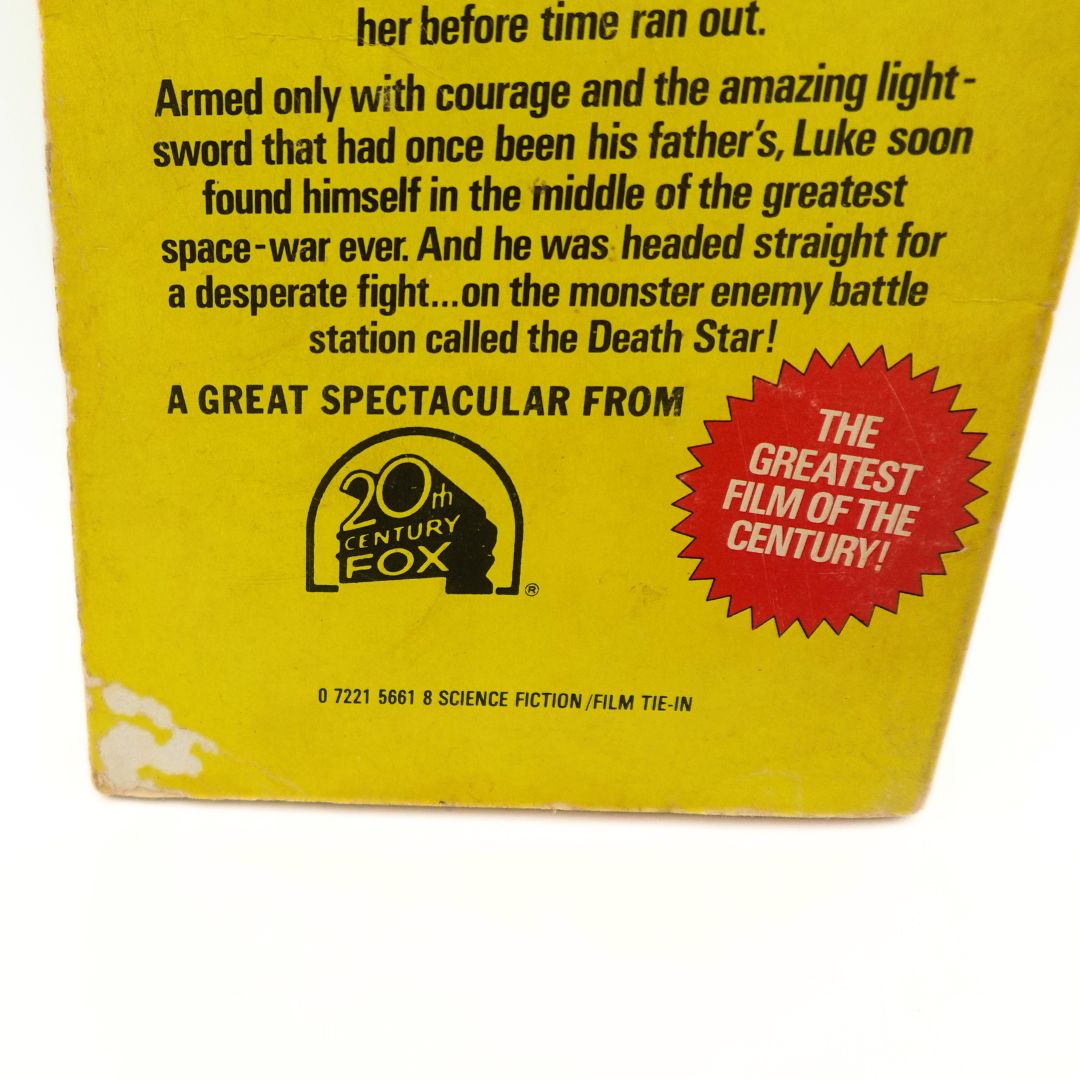 her before time ran out.
Armed only with courage and the amazing light-
sword that had once been his father's, Luke soon
found himself in the middle of the greatest
space-war ever. And he was headed straight for
a desperate fight...on the monster enemy battle
station called the Death Star!
A GREAT SPECTACULAR FROM
20th
CENTURY
FOX
®
THE
GREATEST
FILM OF THE
CENTURY!
0 7221 5661 8 SCIENCE FICTION/FILM TIE-IN